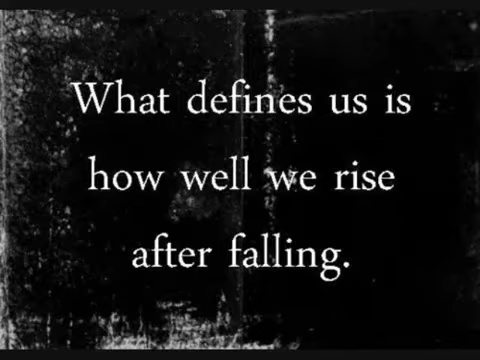 What defines us is
how well we rise
after falling.